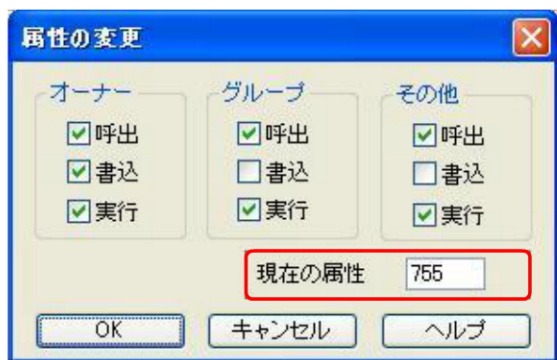 属性の変更
オーナー グループ その他
呼出 呼出 呼出
書込 書込 書込
実行 実行 実行
現在の属性 755
OK キャンセル ヘルプ